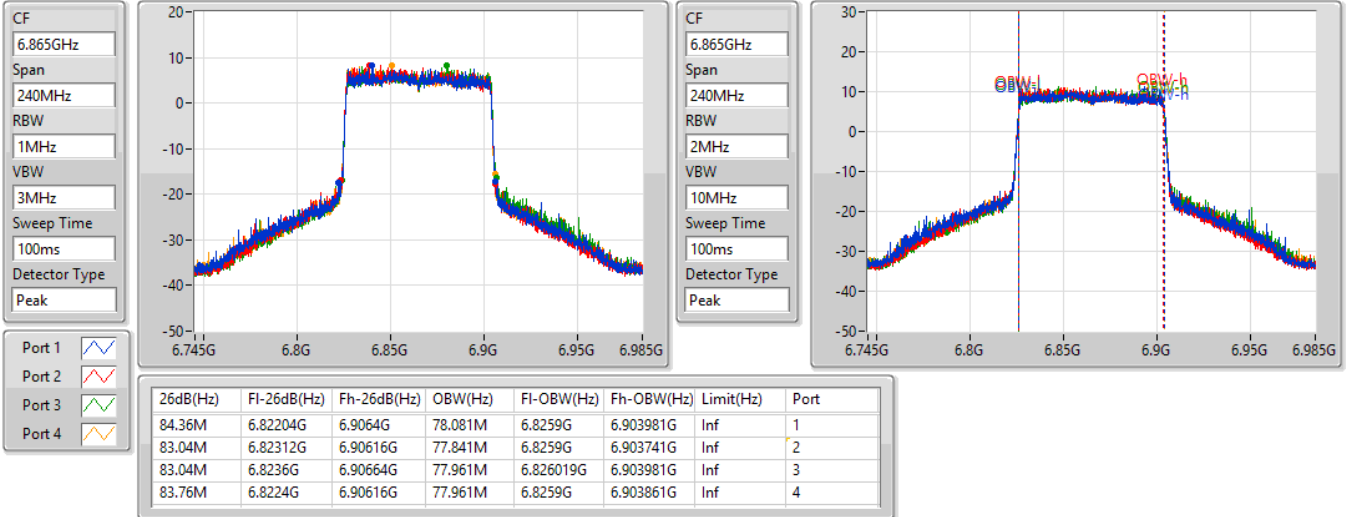 CF
6.865GHz
Span
240MHz
RBW
1MHz
VBW
3MHz
Sweep Time
100ms
Detector Type
Peak
20
10
0
-10
-20
-30
-40
-50
6.745G 6.8G 6.85G 6.9G 6.95G 6.985G
CF
6.865GHz
Span
240MHz
RBW
2MHz
VBW
10MHz
Sweep Time
100ms
Detector Type
Peak
30
20
10
0
-10
-20
-30
-40
-50
OBW-l
OBW-h
6.745G 6.8G 6.85G 6.9G 6.95G 6.985G
Port 1
Port 2
Port 3
Port 4
26dB(Hz) Fl-26dB(Hz) Fh-26dB(Hz) OBW(Hz) Fl-OBW(Hz) Fh-OBW(Hz) Limit(Hz) Port
84.36M 6.82204G 6.9064G 78.081M 6.8259G 6.903981G Inf 1
83.04M 6.82312G 6.90616G 77.841M 6.8259G 6.903741G Inf 2
83.04M 6.8236G 6.90664G 77.961M 6.826019G 6.903981G Inf 3
83.76M 6.8224G 6.90616G 77.961M 6.8259G 6.903861G Inf 4